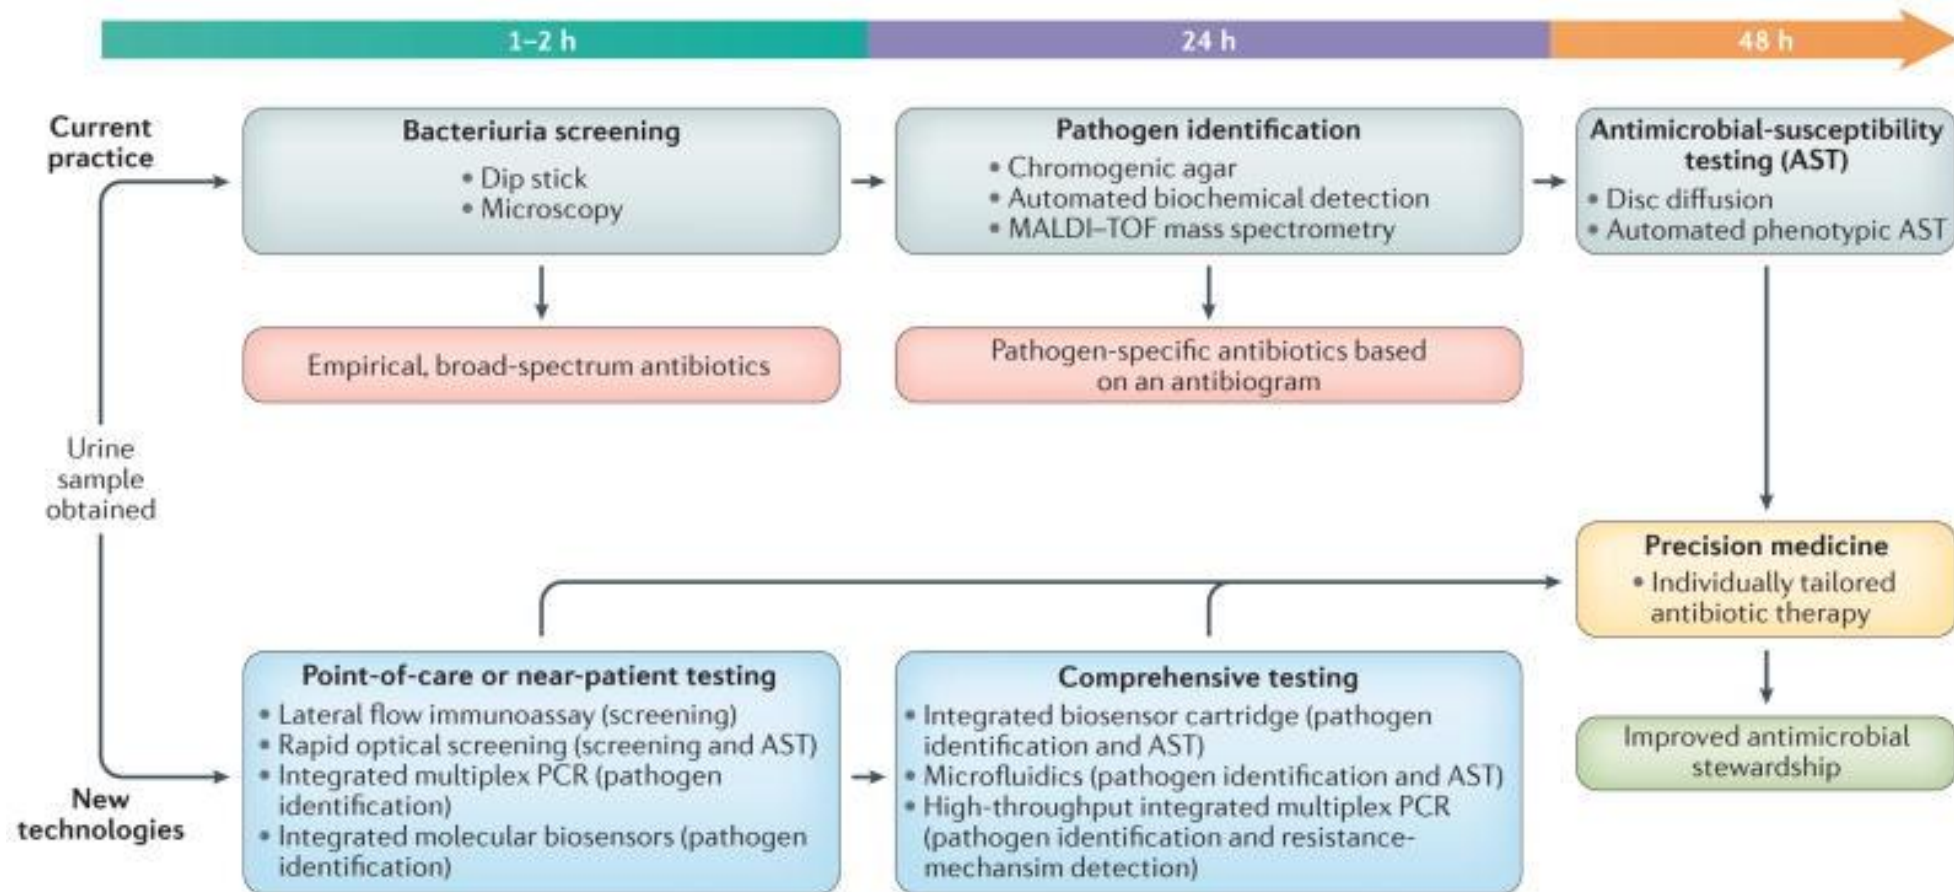 1–2 h
24 h
48 h
Current
practice
Bacteriuria screening
• Dip stick
• Microscopy
Pathogen identification
• Chromogenic agar
• Automated biochemical detection
• MALDI–TOF mass spectrometry
Antimicrobial-susceptibility
testing (AST)
• Disc diffusion
• Automated phenotypic AST
Empirical, broad-spectrum antibiotics
Pathogen-specific antibiotics based
on an antibiogram
Urine
sample
obtained
Precision medicine
• Individually tailored
antibiotic therapy
Improved antimicrobial
stewardship
New
technologies
Point-of-care or near-patient testing
• Lateral flow immunoassay (screening)
• Rapid optical screening (screening and AST)
• Integrated multiplex PCR (pathogen
identification)
• Integrated molecular biosensors (pathogen
identification)
Comprehensive testing
• Integrated biosensor cartridge (pathogen
identification and AST)
• Microfluidics (pathogen identification and AST)
• High-throughput integrated multiplex PCR
(pathogen identification and resistance-
mechansim detection)